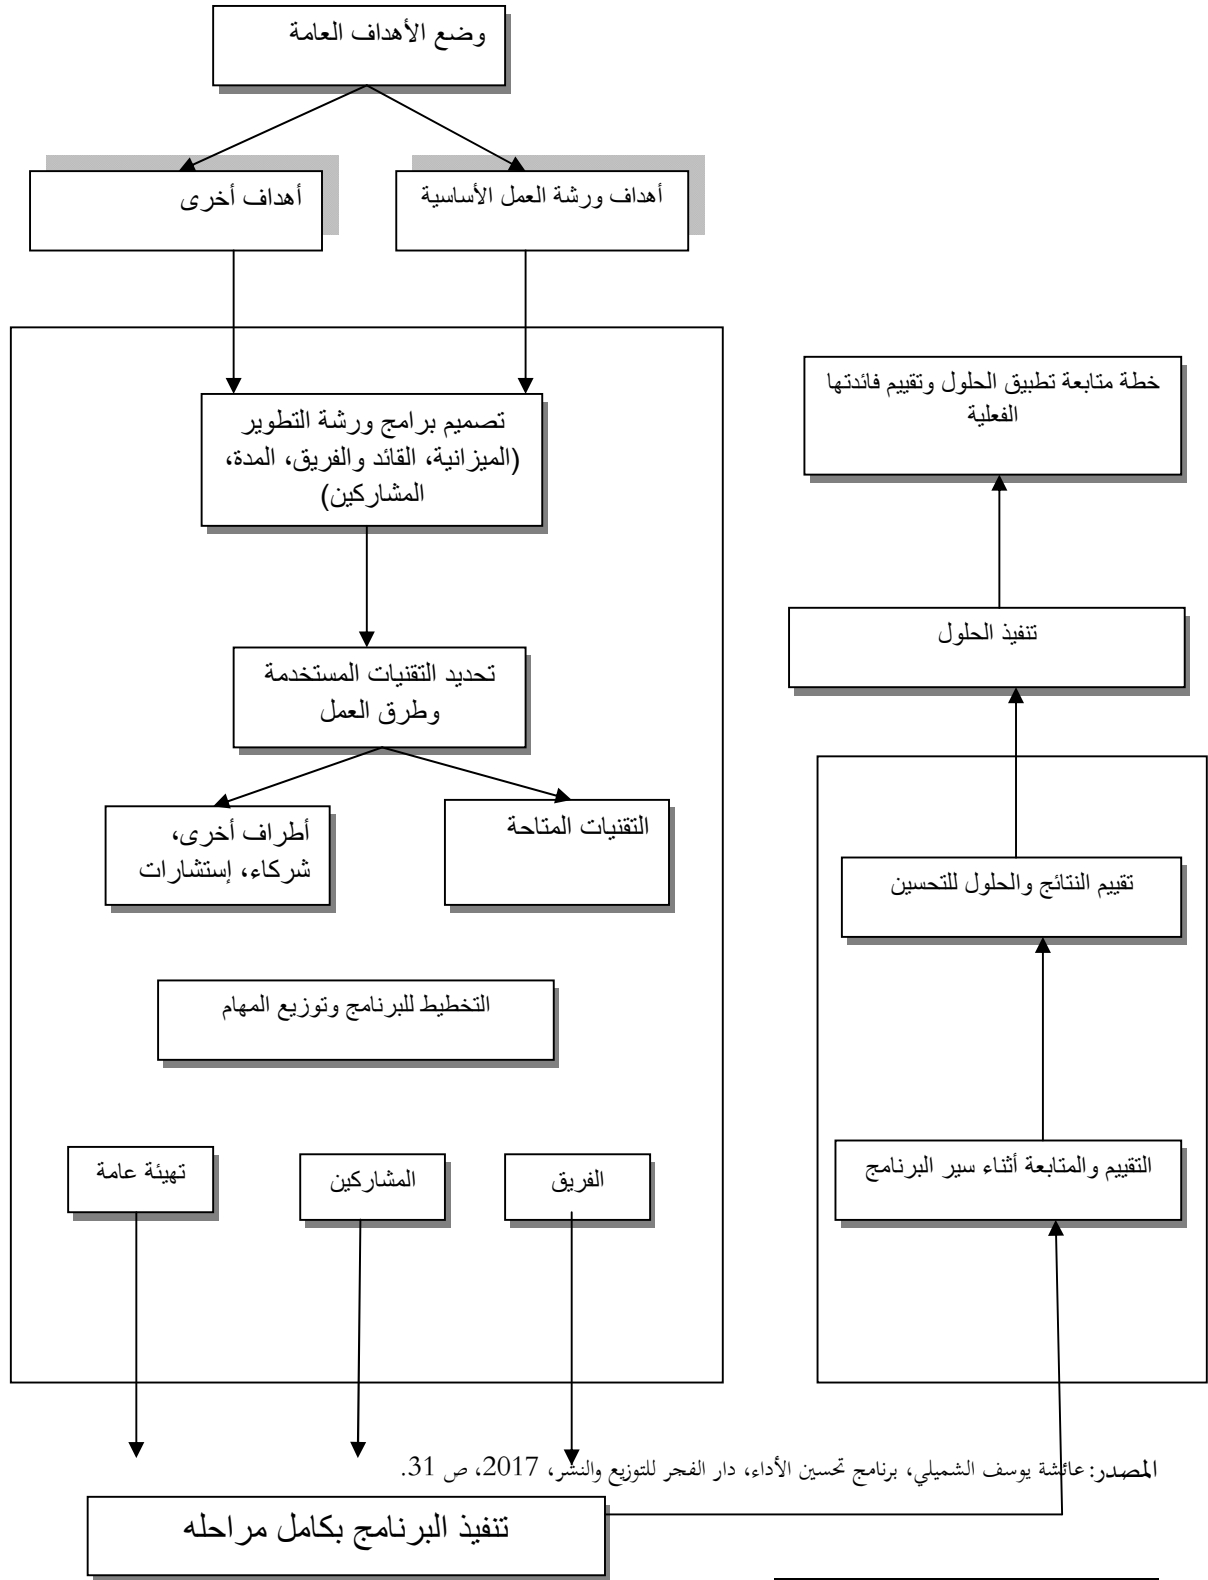 وضع الأهداف العامة
أهداف ورشة العمل الأساسية
أهداف أخرى
تصميم برامج ورشة التطوير
(الميزانية، القائد والفريق، المدة،
المشاركين)
تحديد التقنيات المستخدمة
وطرق العمل
التقنيات المتاحة
أطراف أخرى،
شركاء، إستشارات
التخطيط للبرنامج وتوزيع المهام
الفريق
المشاركين
تهيئة عامة
خطة متابعة تطبيق الحلول وتقييم فائدتها
الفعلية
تنفيذ الحلول
تقييم النتائج والحلول للتحسين
التقييم والمتابعة أثناء سير البرنامج
المصدر: عائشة يوسف الشميلي، برنامج تحسين الأداء، دار الفجر للتوزيع والنشر، 2017، ص 31.
تنفيذ البرنامج بكامل مراحله